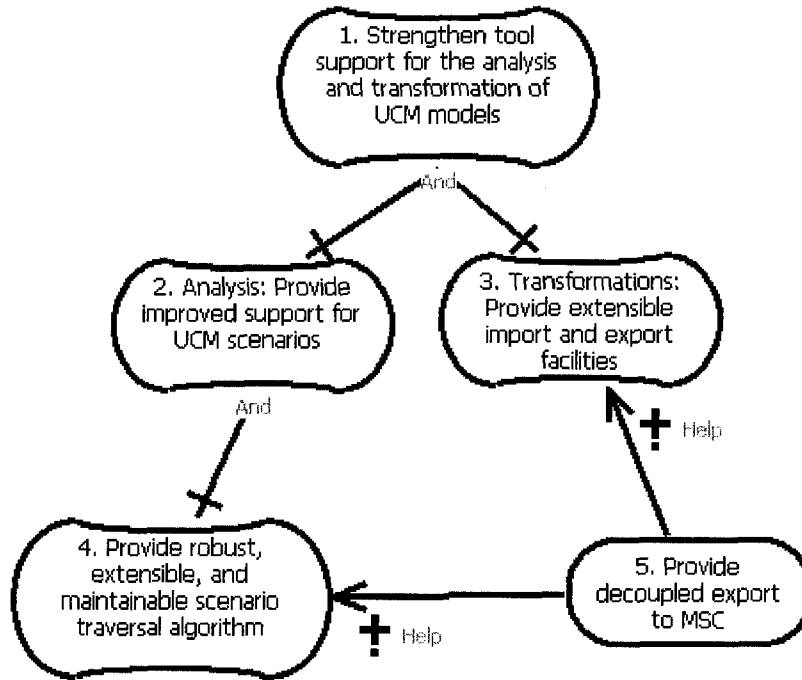 1. Strengthen tool
support for the analysis
and transformation of
UCM models
And
2. Analysis: Provide
improved support for
UCM scenarios
3. Transformations:
Provide extensible
import and export
facilities
And
Help
4. Provide robust,
extensible, and
maintainable scenario
traversal algorithm
5. Provide
decoupled export
to MSC
Help